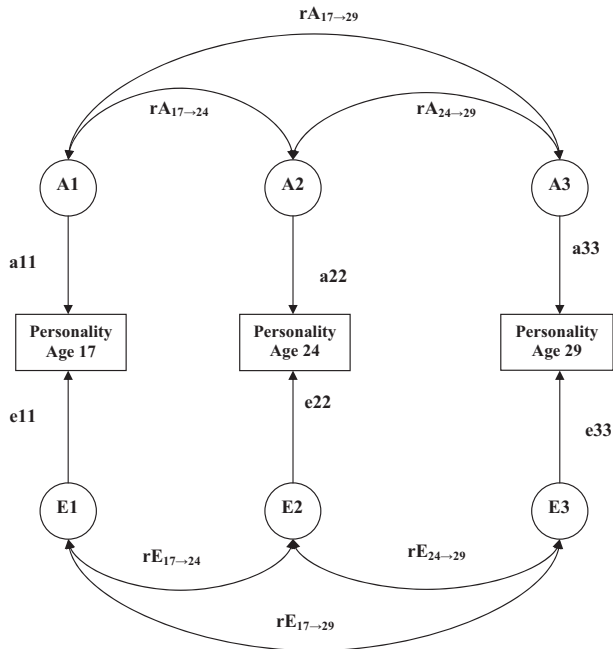 rA17→29
rA17→24
rA24→29
A1
A2
A3
a11
a22
a33
Personality
Age 17
Personality
Age 24
Personality
Age 29
e11
e22
e33
E1
E2
E3
rE17→24
rE24→29
rE17→29